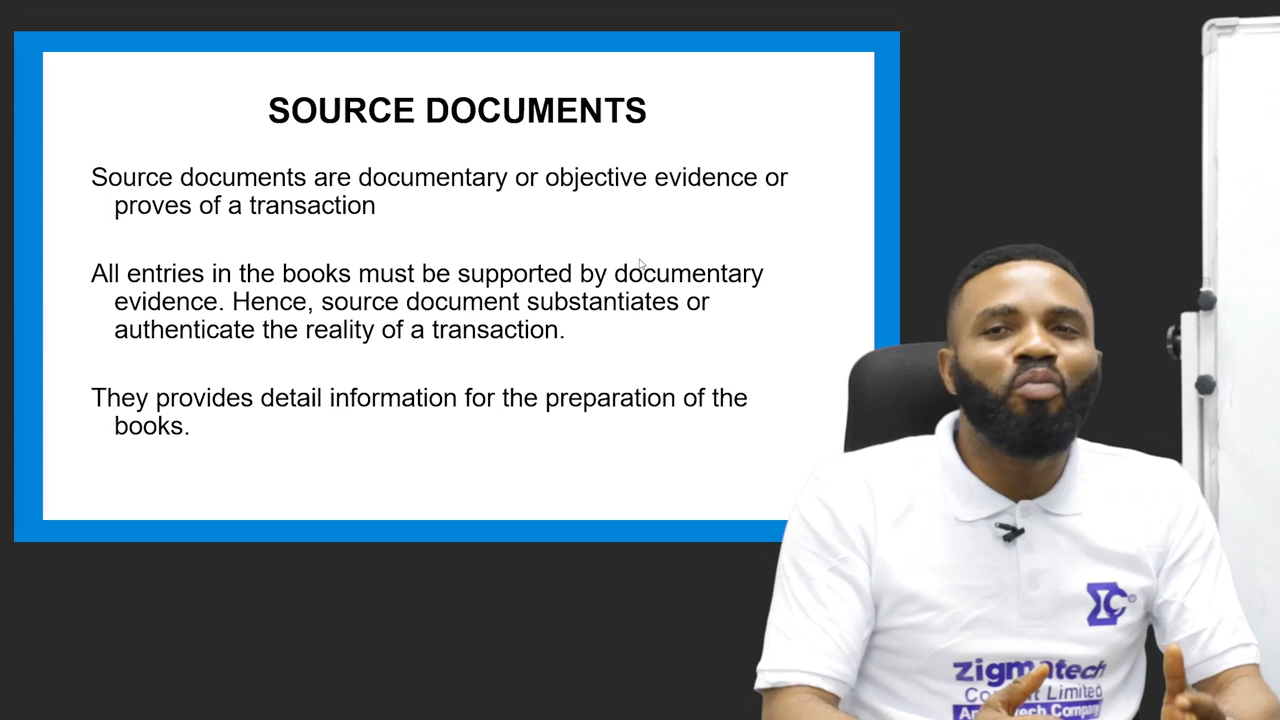 SOURCE DOCUMENTS
Source documents are documentary or objective evidence or
proves of a transaction
All entries in the books must be supported by documentary
evidence. Hence, source document substantiates or
authenticate the reality of a transaction.
They provides detail information for the preparation of the
books.
zigmatech
Limited